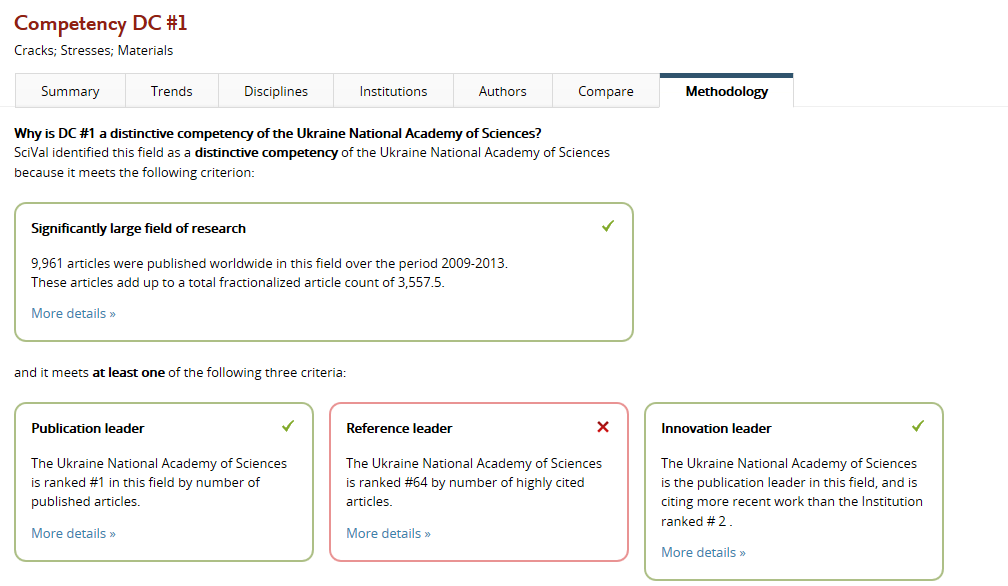 Competency DC #1
Cracks; Stresses; Materials
Summary Trends Disciplines Institutions Authors Compare Methodology
Why is DC #1 a distinctive competency of the Ukraine National Academy of Sciences?
SciVal identified this field as a distinctive competency of the Ukraine National Academy of Sciences
because it meets the following criterion:
Significantly large field of research
9,961 articles were published worldwide in this field over the period 2009-2013.
These articles add up to a total fractionalized article count of 3,557.5.
More details »
and it meets at least one of the following three criteria:
Publication leader
The Ukraine National Academy of Sciences
is ranked #1 in this field by number of
published articles.
More details »
Reference leader
The Ukraine National Academy of Sciences
is ranked #64 by number of highly cited
articles.
More details »
Innovation leader
The Ukraine National Academy of Sciences
is the publication leader in this field, and is
citing more recent work than the Institution
ranked # 2 .
More details »